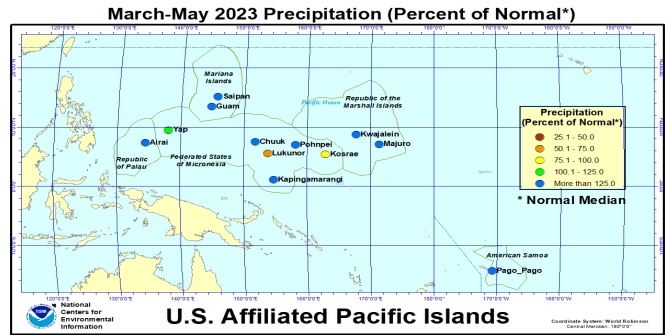 March-May 2023 Precipitation (Percent of Normal*)
120°0'0"E 130°0'0"E 140°0'0"E 150°0'0"E 160°0'0"E 170°0'0"E 180°0'0" 170°0'0"W 160°0'0"W
Mariana
Islands
Saipan
Guam
Pacific Ocean
Republic of the
Marshall Islands
Yap
Airai
Chuuk
Pohnpei
Kwajalein
Majuro
Lukunor
Kosrae
Republic
of Palau
Federated States
of Micronesia
Kapingamarangi
Precipitation
(Percent of Normal*)
25.1 - 50.0
50.1 - 75.0
75.1 - 100.0
100.1 - 125.0
More than 125.0
* Normal Median
American Samoa
Pago_Pago
National
Centers for
Environmental
Information
U.S. Affiliated Pacific Islands
Coordinate System: World Robinson
Central Meridian: 180°0'0"